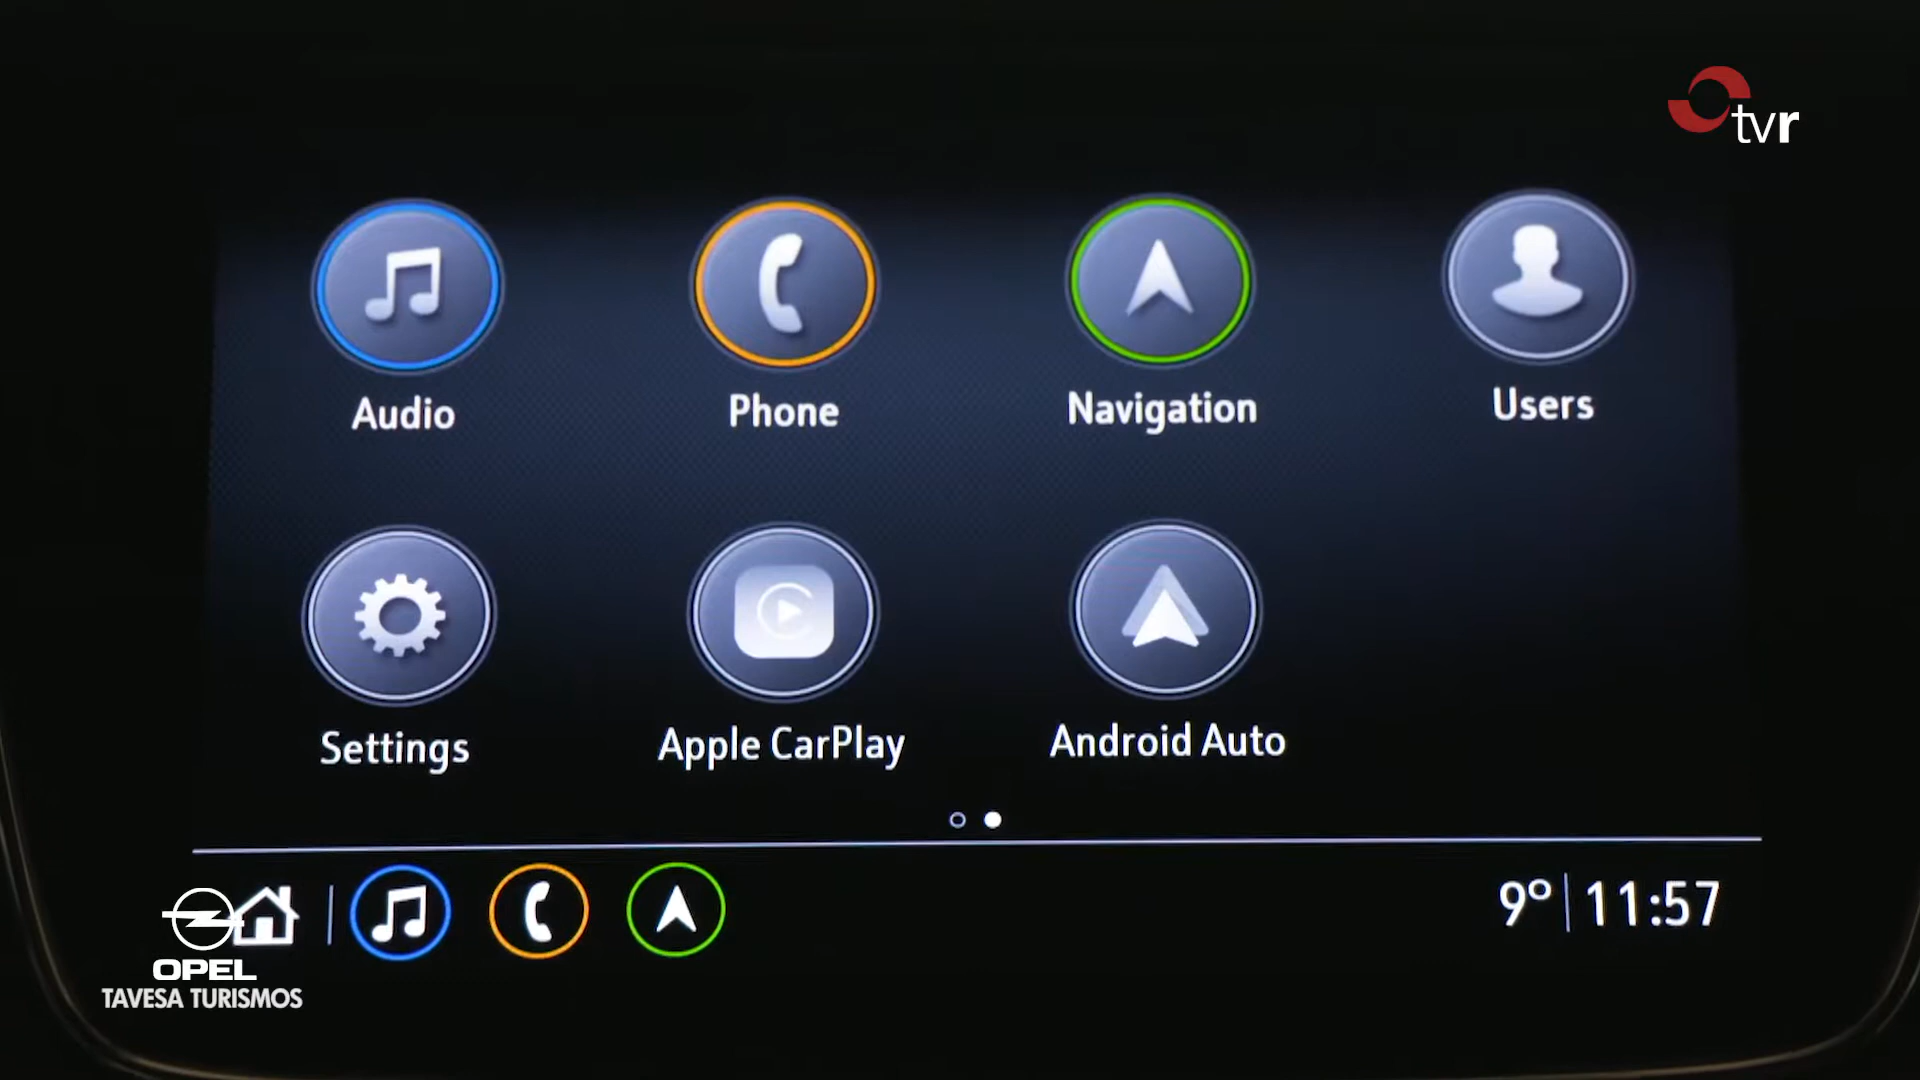 tvr
Audio
Phone
Navigation
Users
Settings
Apple CarPlay
Android Auto
9° 11:57
OPEL
TAVESA TURISMOS